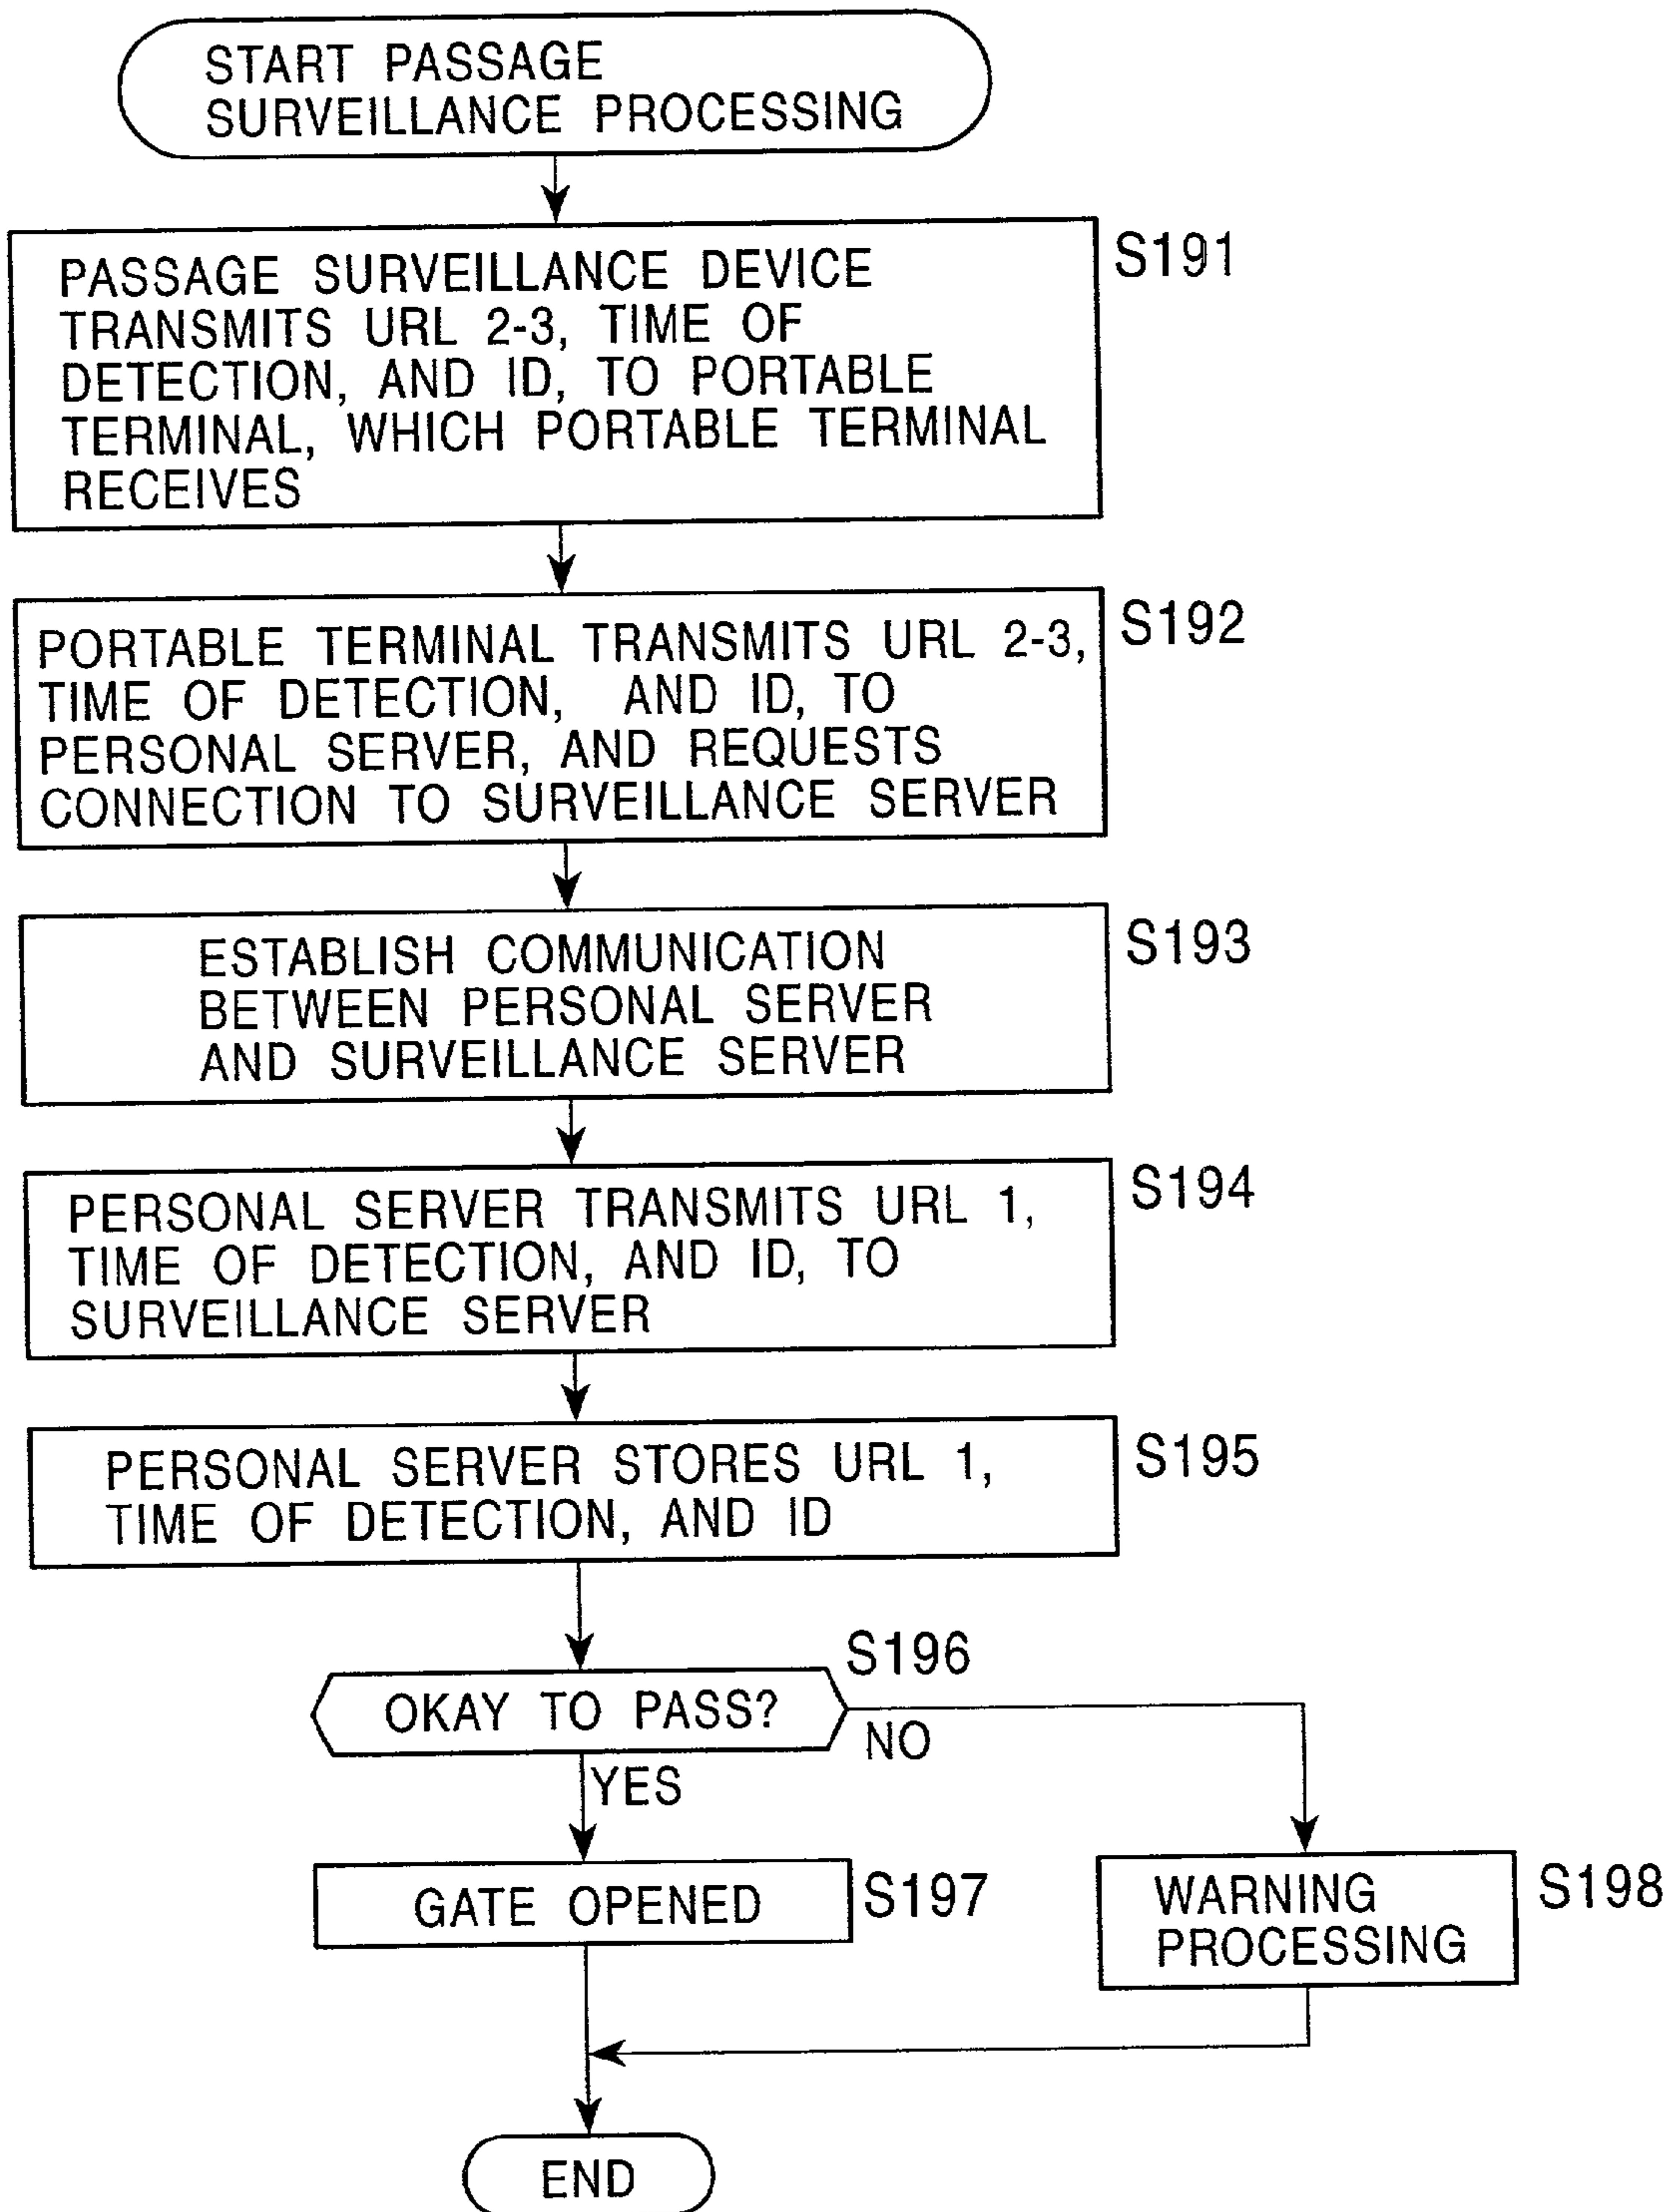 START PASSAGE
SURVEILLANCE PROCESSING
PASSAGE SURVEILLANCE DEVICE
TRANSMITS URL 2-3, TIME OF
DETECTION, AND ID, TO PORTABLE
TERMINAL, WHICH PORTABLE TERMINAL
RECEIVES
S191
PORTABLE TERMINAL TRANSMITS URL 2-3,
TIME OF DETECTION, AND ID, TO
PERSONAL SERVER, AND REQUESTS
CONNECTION TO SURVEILLANCE SERVER
S192
ESTABLISH COMMUNICATION
BETWEEN PERSONAL SERVER
AND SURVEILLANCE SERVER
S193
PERSONAL SERVER TRANSMITS URL 1,
TIME OF DETECTION, AND ID, TO
SURVEILLANCE SERVER
S194
PERSONAL SERVER STORES URL 1,
TIME OF DETECTION, AND ID
S195
OKAY TO PASS?
S196
NO
YES
GATE OPENED
S197
WARNING
PROCESSING
S198
END